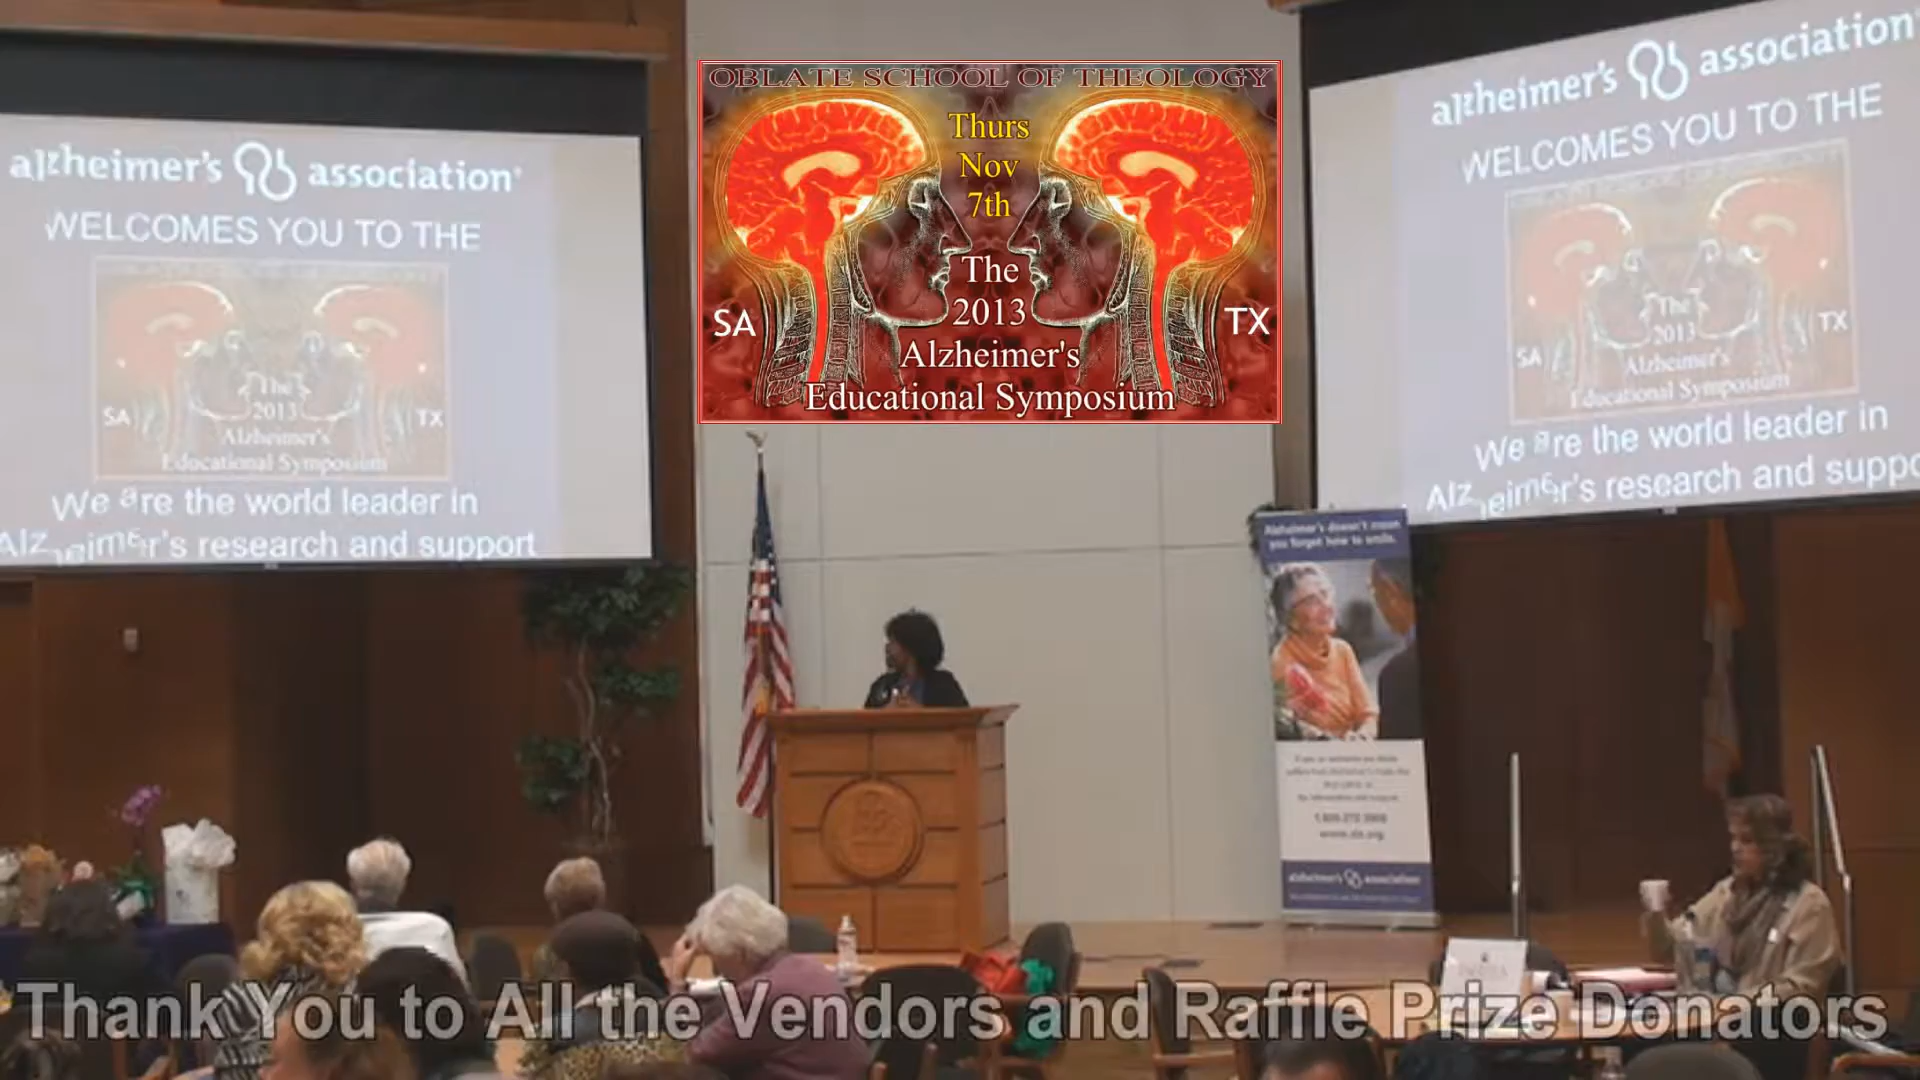 alzheimer's association
WELCOMES YOU TO THE
The
2013
Alzheimer's
Educational Symposium
SA
TX
We are the world leader in
Alzheimer's research and support
OBLATE SCHOOL OF THEOLOGY
Thurs
Nov
7th
The
2013
Alzheimer's
Educational Symposium
SA
TX
alzheimer's association
WELCOMES YOU TO THE
The
2013
Alzheimer's
Educational Symposium
SA
TX
We are the world leader in
Alzheimer's research and suppo
Alzheimer's doesn't mean
you forget how to smile.
alzheimer's association
Thank You to All the Vendors and Raffle Prize Donators